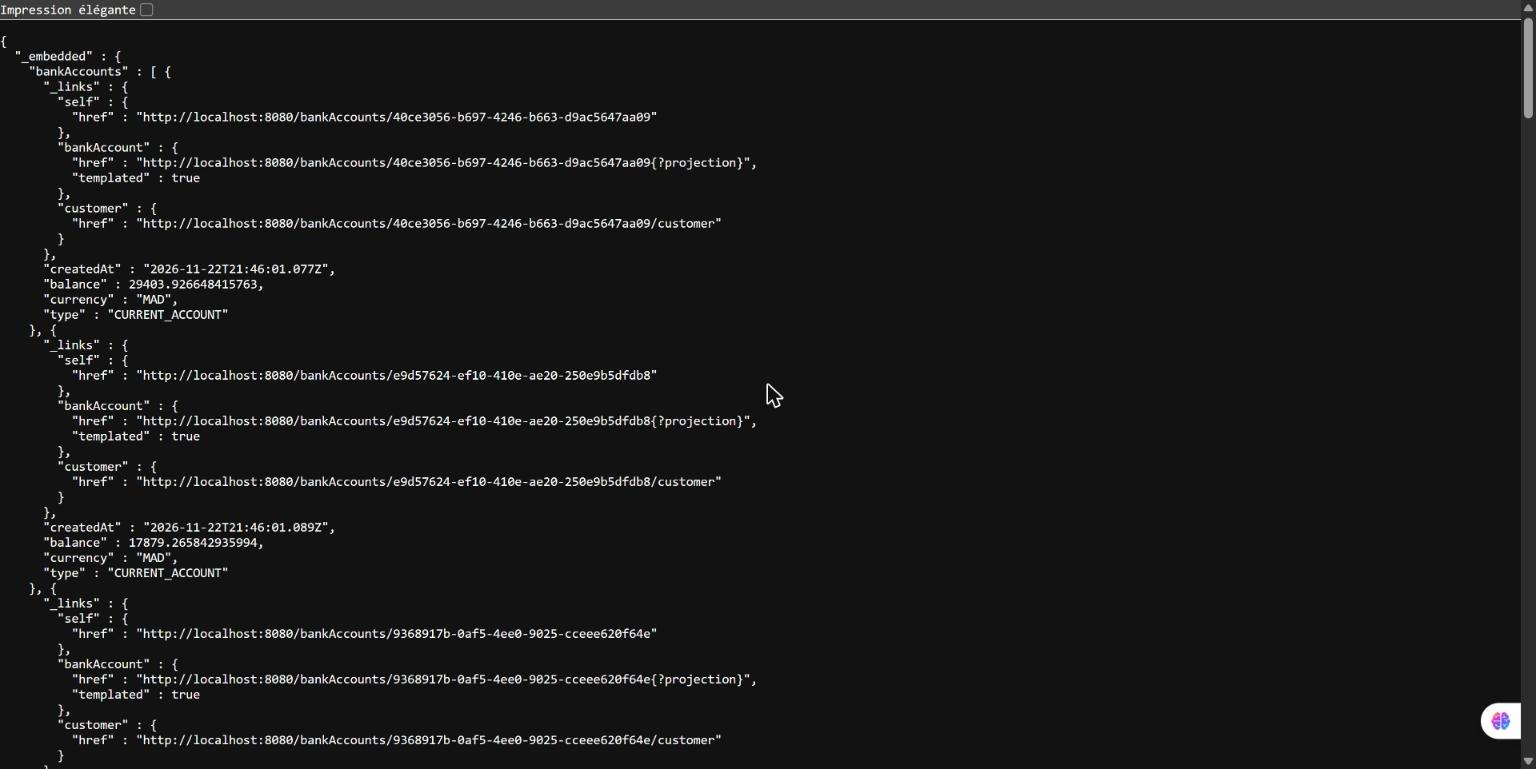 Impression élégante
{
  "_embedded" : {
    "bankAccounts" : [ {
      "_links" : {
        "self" : {
          "href" : "http://localhost:8080/bankAccounts/40ce3056-b697-4246-b663-d9ac5647aa09"
        },
        "bankAccount" : {
          "href" : "http://localhost:8080/bankAccounts/40ce3056-b697-4246-b663-d9ac5647aa09{?projection}",
          "templated" : true
        },
        "customer" : {
          "href" : "http://localhost:8080/bankAccounts/40ce3056-b697-4246-b663-d9ac5647aa09/customer"
        }
      },
      "createdAt" : "2026-11-22T21:46:01.077Z",
      "balance" : 29403.926648415763,
      "currency" : "MAD",
      "type" : "CURRENT_ACCOUNT"
    }, {
      "_links" : {
        "self" : {
          "href" : "http://localhost:8080/bankAccounts/e9d57624-ef10-410e-ae20-250e9b5dfdb8"
        },
        "bankAccount" : {
          "href" : "http://localhost:8080/bankAccounts/e9d57624-ef10-410e-ae20-250e9b5dfdb8{?projection}",
          "templated" : true
        },
        "customer" : {
          "href" : "http://localhost:8080/bankAccounts/e9d57624-ef10-410e-ae20-250e9b5dfdb8/customer"
        }
      },
      "createdAt" : "2026-11-22T21:46:01.089Z",
      "balance" : 17879.265842935994,
      "currency" : "MAD",
      "type" : "CURRENT_ACCOUNT"
    }, {
      "_links" : {
        "self" : {
          "href" : "http://localhost:8080/bankAccounts/9368917b-0af5-4ee0-9025-cceee620f64e"
        },
        "bankAccount" : {
          "href" : "http://localhost:8080/bankAccounts/9368917b-0af5-4ee0-9025-cceee620f64e{?projection}",
          "templated" : true
        },
        "customer" : {
          "href" : "http://localhost:8080/bankAccounts/9368917b-0af5-4ee0-9025-cceee620f64e/customer"
        }